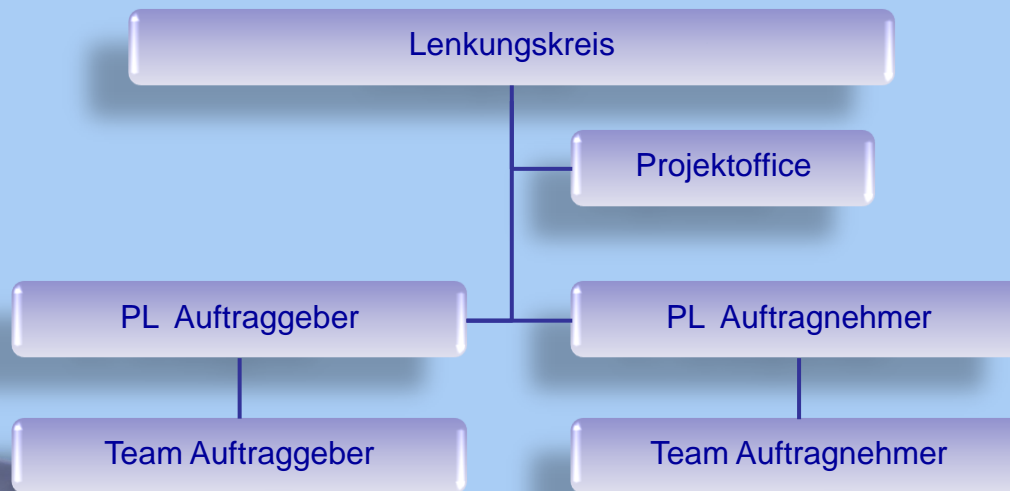 Lenkungskreis
Projektoffice
PL Auftraggeber
PL Auftragnehmer
Team Auftraggeber
Team Auftragnehmer